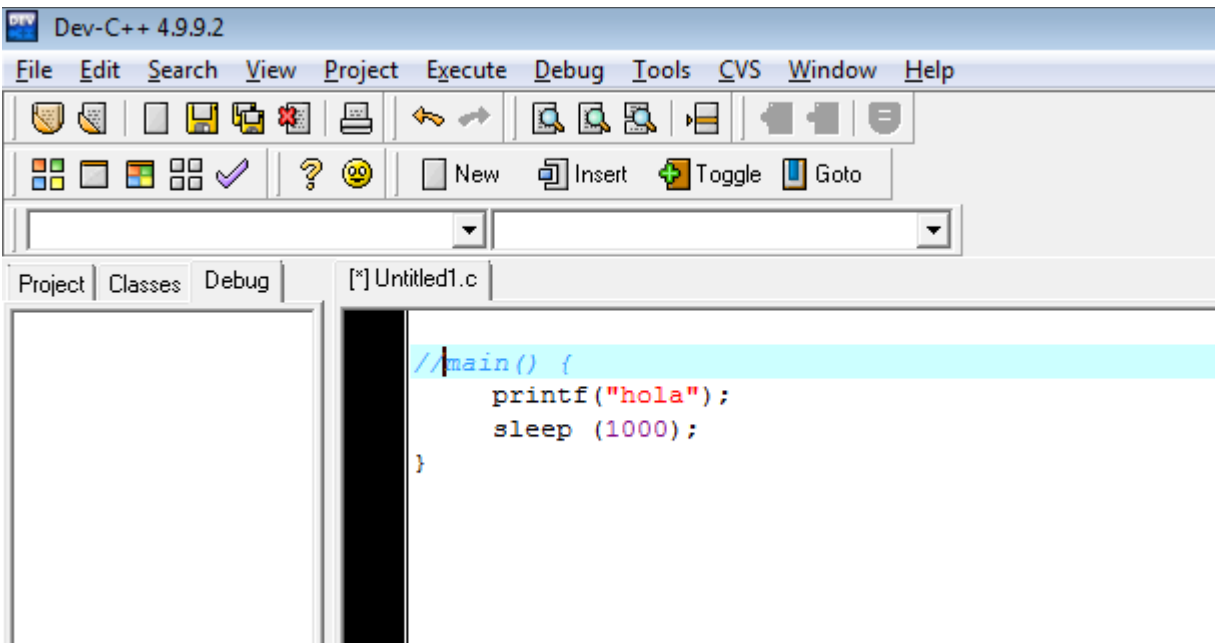 Dev-C++ 4.9.9.2
File Edit Search View Project Execute Debug Tools CVS Window Help
New Insert Toggle Goto
Project Classes Debug [*] Untitled1.c
//main() {
printf("hola");
sleep (1000);
}